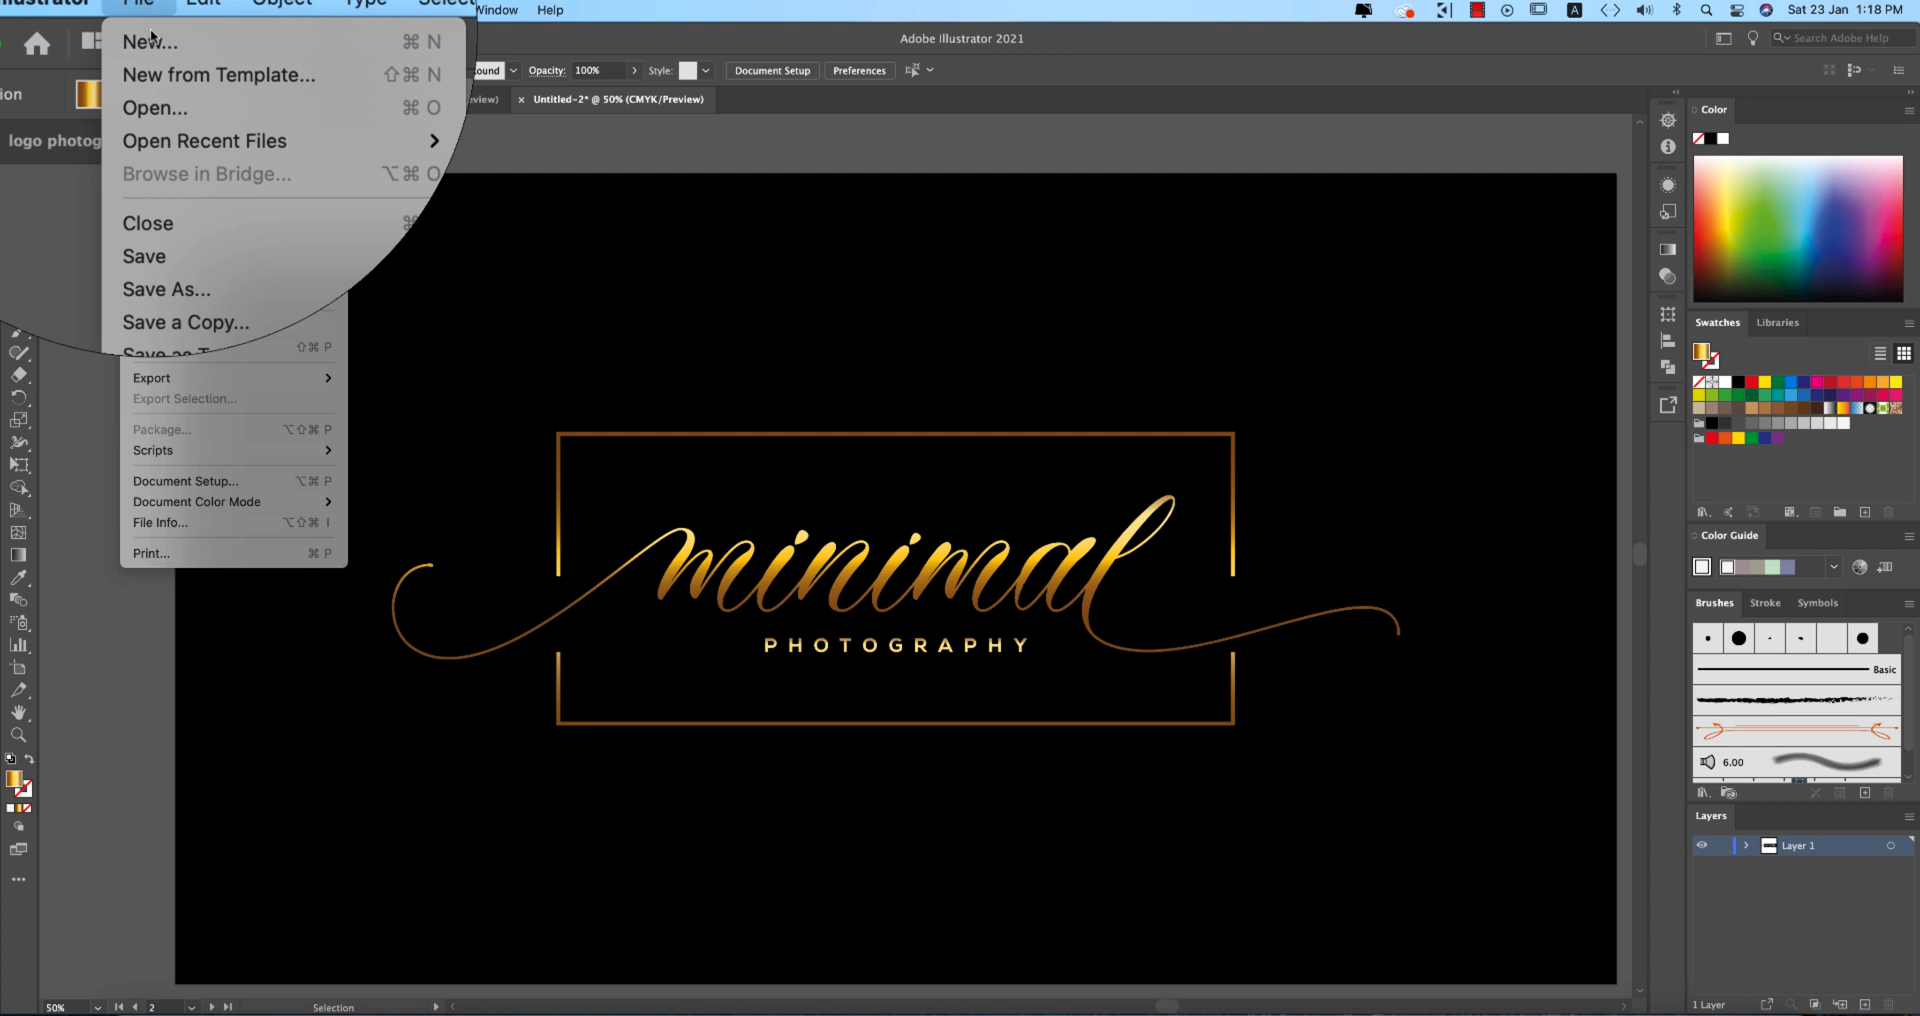 File Edit Object Type Select
Window Help
Sat 23 Jan 1:18 PM
Adobe Illustrator 2021
Search Adobe Help
Opacity: 100% Style: Document Setup Preferences
× Untitled-2* @ 50% (CMYK/Preview)
New... ⌘ N
New from Template... ⇧⌘ N
Open... ⌘ O
Open Recent Files
Browse in Bridge... ⌥⌘ O
Close
Save
Save As...
Save a Copy...
⇧⌘ P
Export
Export Selection...
Package... ⌥⇧⌘ P
Scripts
Document Setup... ⌥⌘ P
Document Color Mode
File Info... ⌥⇧⌘ I
Print... ⌘ P
minimal
PHOTOGRAPHY
Color
Swatches Libraries
Color Guide
Brushes Stroke Symbols
Basic
6.00
Layers
Layer 1
1 Layer
50% 2 Selection